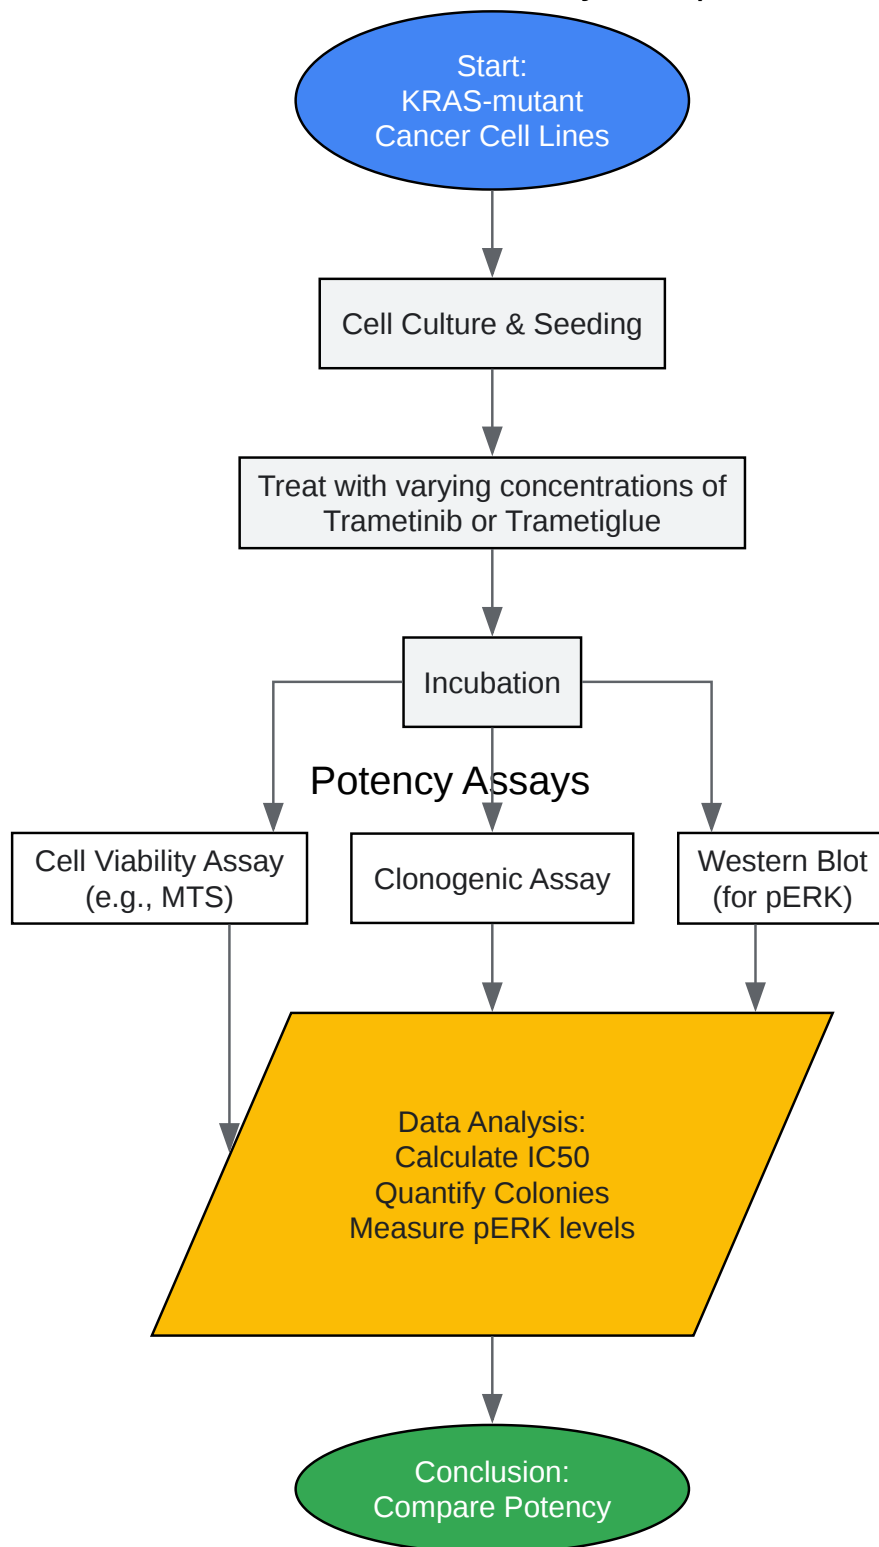 Start:
KRAS-mutant
Cancer Cell Lines
Cell Culture & Seeding
Treat with varying concentrations of
Trametinib or Trametiglue
Incubation
Potency Assays
Cell Viability Assay
(e.g., MTS)
Clonogenic Assay
Western Blot
(for pERK)
Data Analysis:
Calculate IC50
Quantify Colonies
Measure pERK levels
Conclusion:
Compare Potency